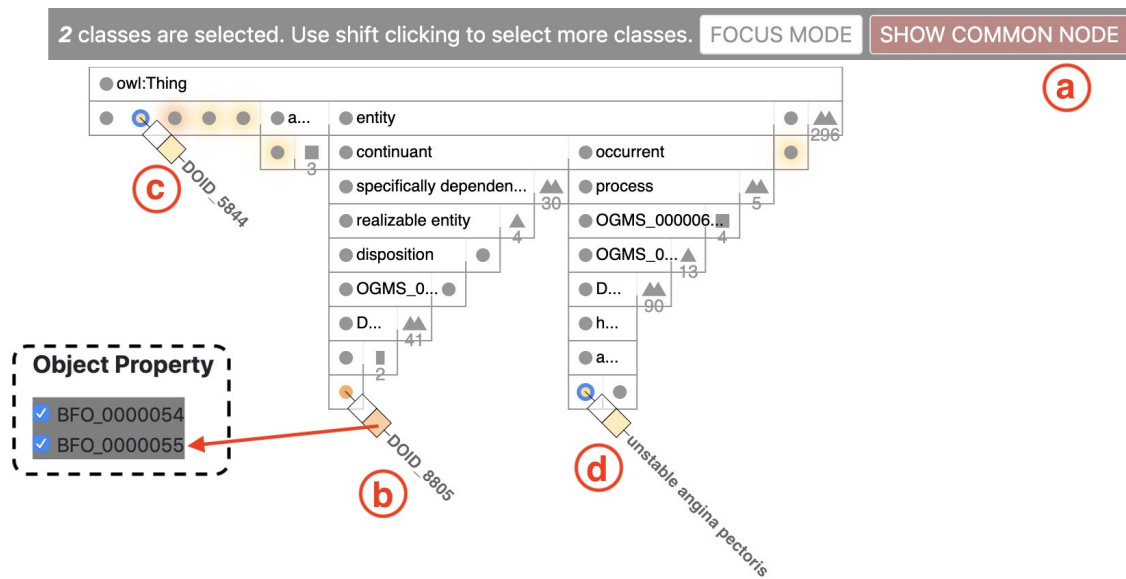 2 classes are selected. Use shift clicking to select more classes. FOCUS MODE SHOW COMMON NODE
a
owl:Thing
a... entity 296
3 continuant occurrent
specifically dependen... 30 process 5
realizable entity 4 OGMS_000006... 4
disposition OGMS_0... 13
OGMS_0... D... 90
D... 41 h...
2 a...
c
DOID_5844
Object Property
BFO_0000054
BFO_0000055
b
DOID_8805
d
unstable angina pectoris